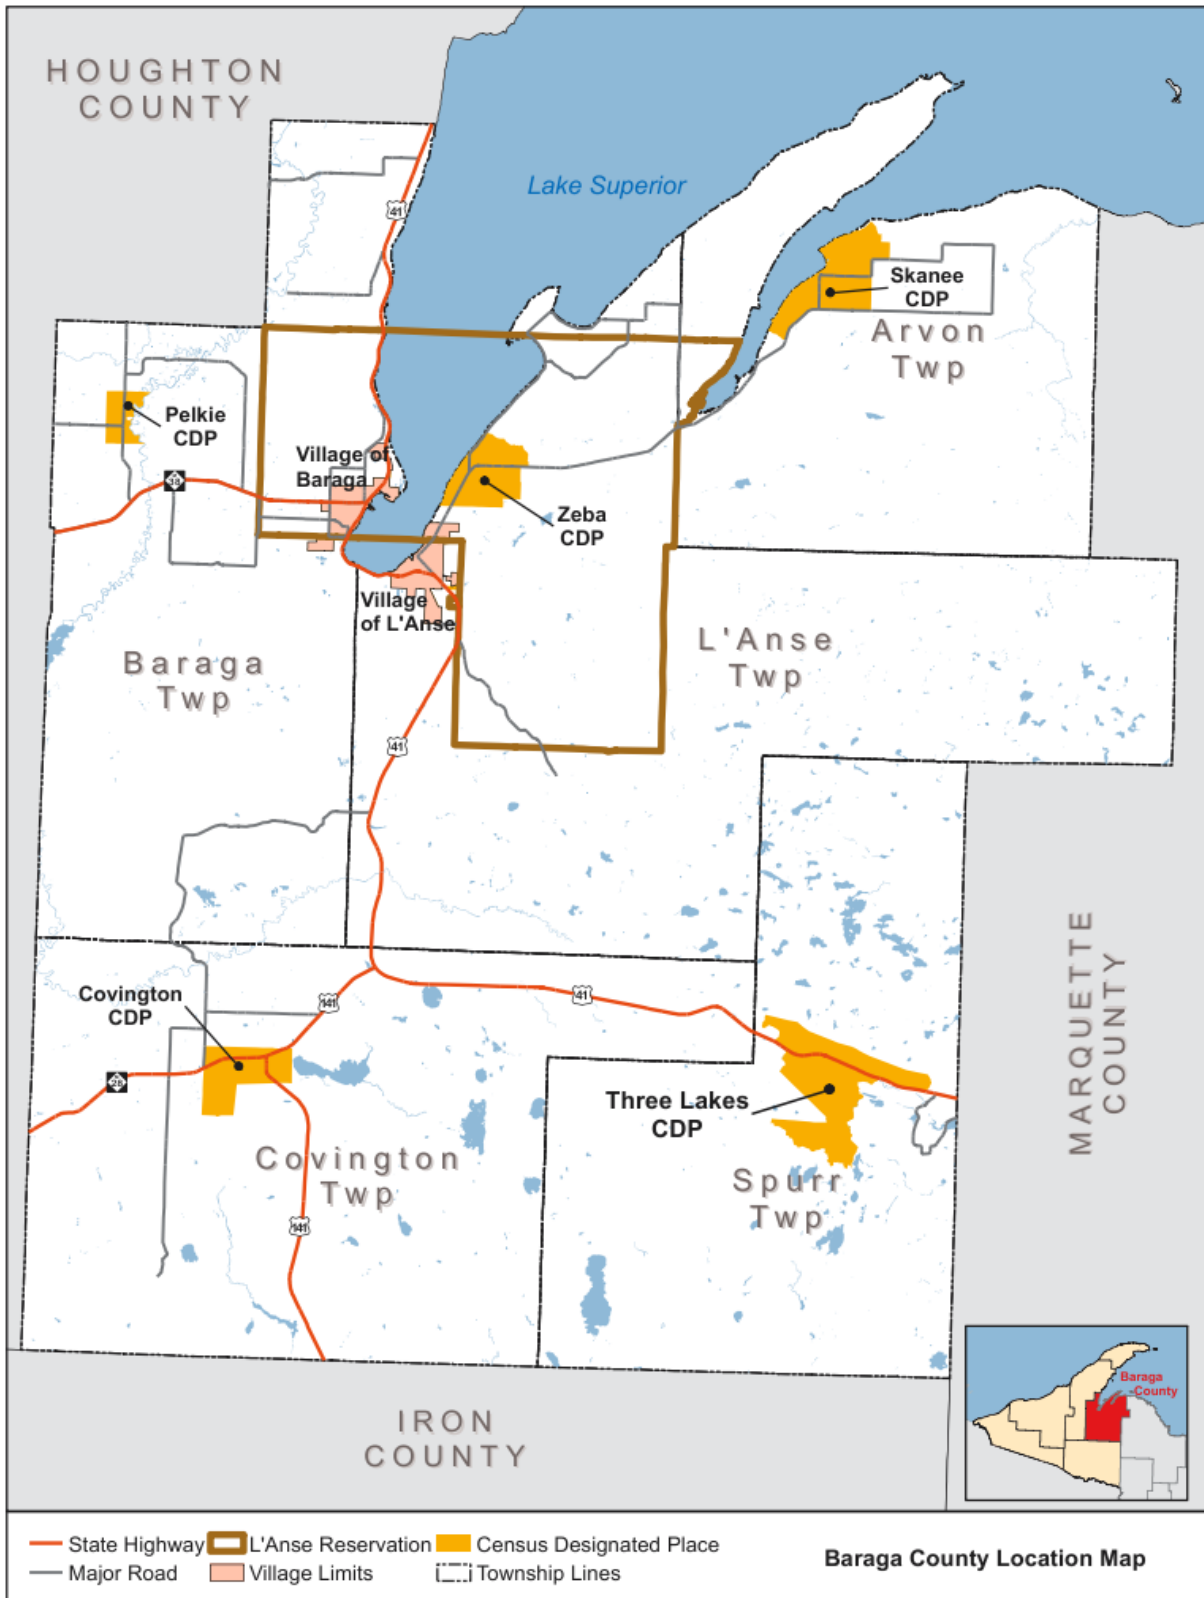 HOUGHTON
COUNTY
Lake Superior
41
Skanee
CDP
Arvon
Twp
Pelkie
CDP
Village of
Baraga
38
Zeba
CDP
Village
of L'Anse
L'Anse
Twp
Baraga
Twp
41
MARQUETTE
COUNTY
Covington
CDP
141
41
28
Three Lakes
CDP
Covington
Twp
Spurr
Twp
141
IRON
COUNTY
Baraga
County
State Highway
L'Anse Reservation
Census Designated Place
Major Road
Village Limits
Township Lines
Baraga County Location Map